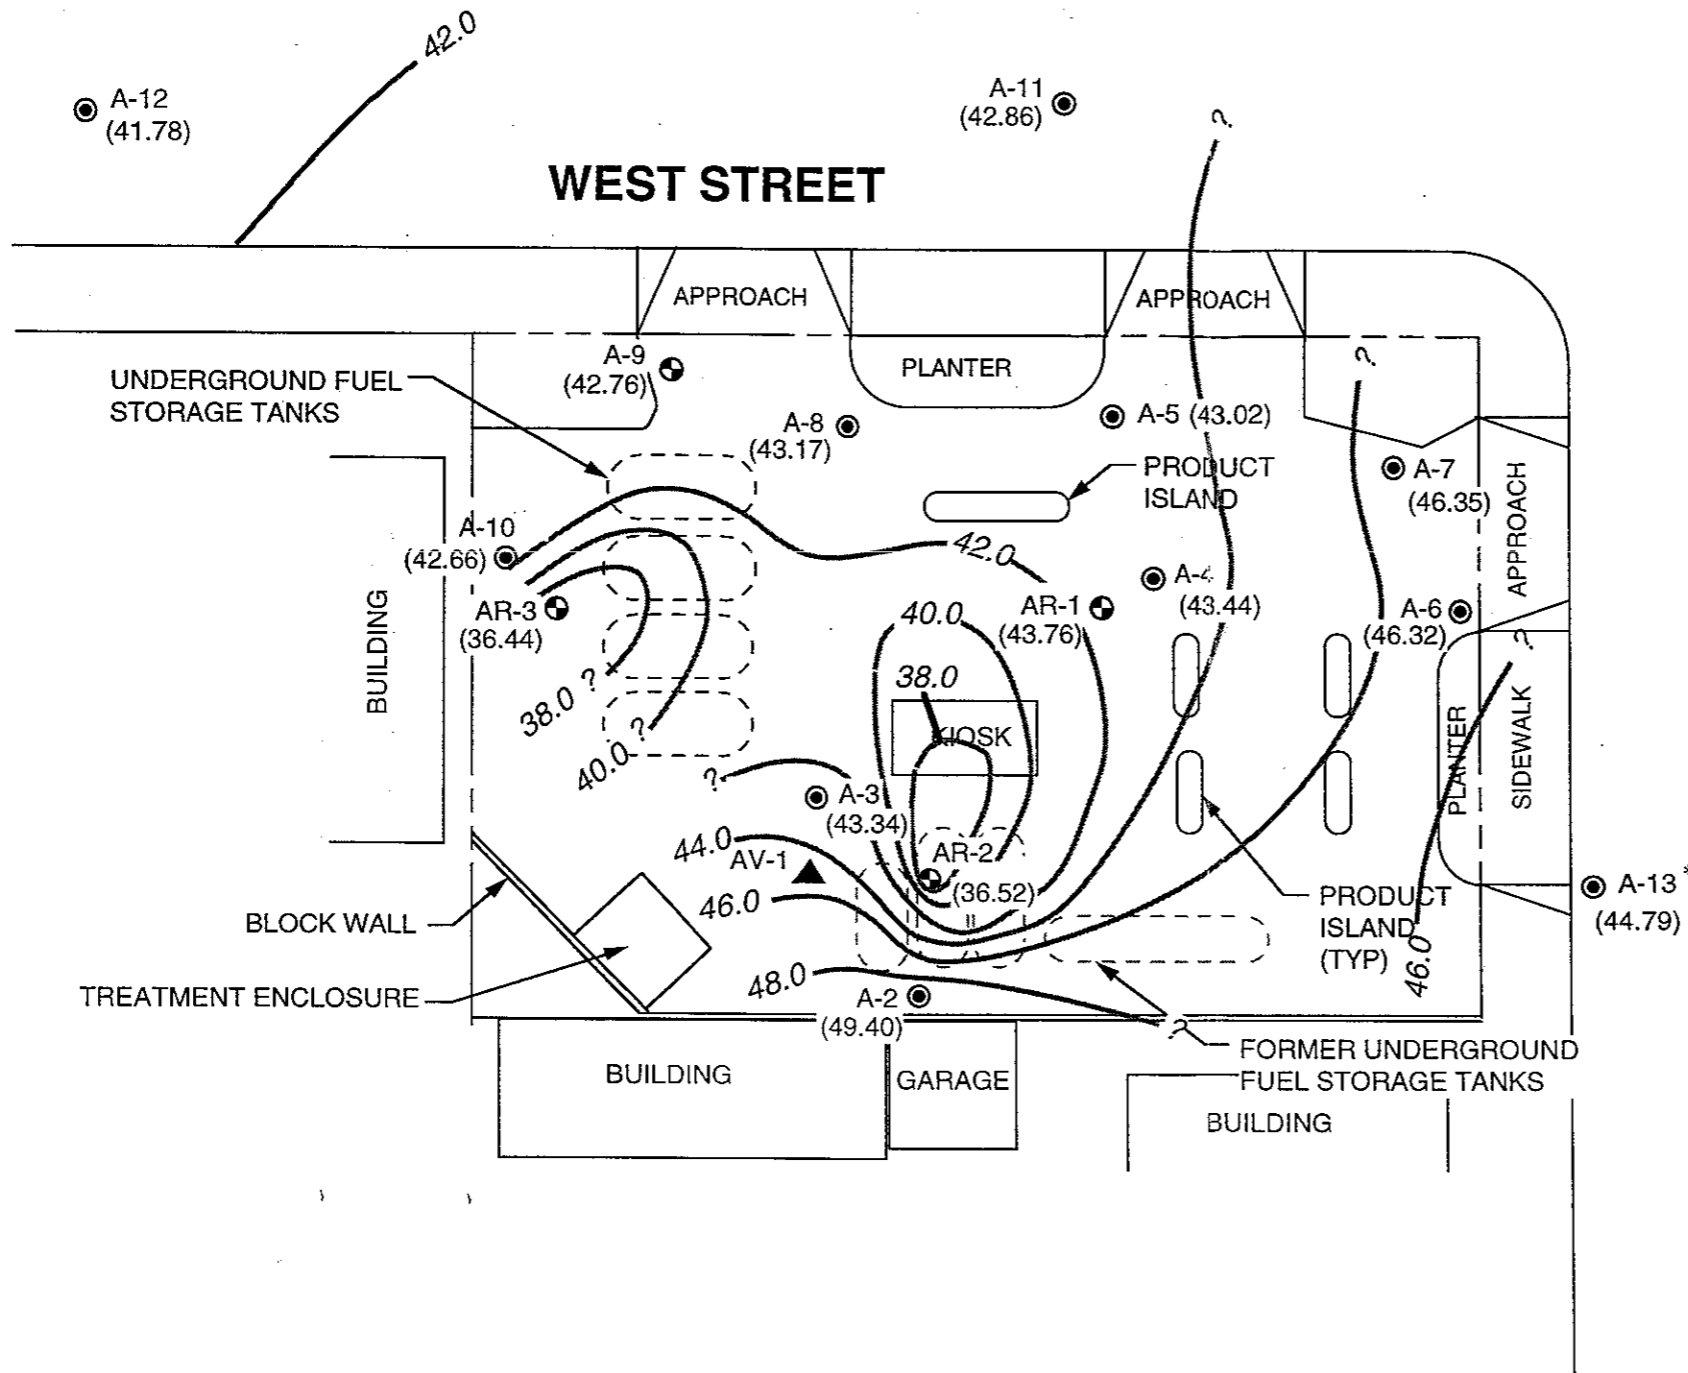 42.0
A-12
(41.78)
A-11
(42.86)
?
WEST STREET
APPROACH
APPROACH
A-9
(42.76)
PLANTER
?
UNDERGROUND FUEL
STORAGE TANKS
A-8
(43.17)
A-5 (43.02)
PRODUCT
ISLAND
A-7
(46.35)
APPROACH
A-10
(42.66)
42.0
A-4
(43.44)
AR-3
(36.44)
40.0
AR-1
(43.76)
A-6
(46.32)
BUILDING
38.0 ?
38.0
?
40.0 ?
KIOSK
PLANTER
SIDEWALK
?
A-3
(43.34)
44.0
AV-1
AR-2
(36.52)
46.0
BLOCK WALL
PRODUCT
ISLAND
(TYP)
A-13 *
(44.79)
46.0
TREATMENT ENCLOSURE
48.0
A-2
(49.40)
?
BUILDING
GARAGE
FORMER UNDERGROUND
FUEL STORAGE TANKS
BUILDING